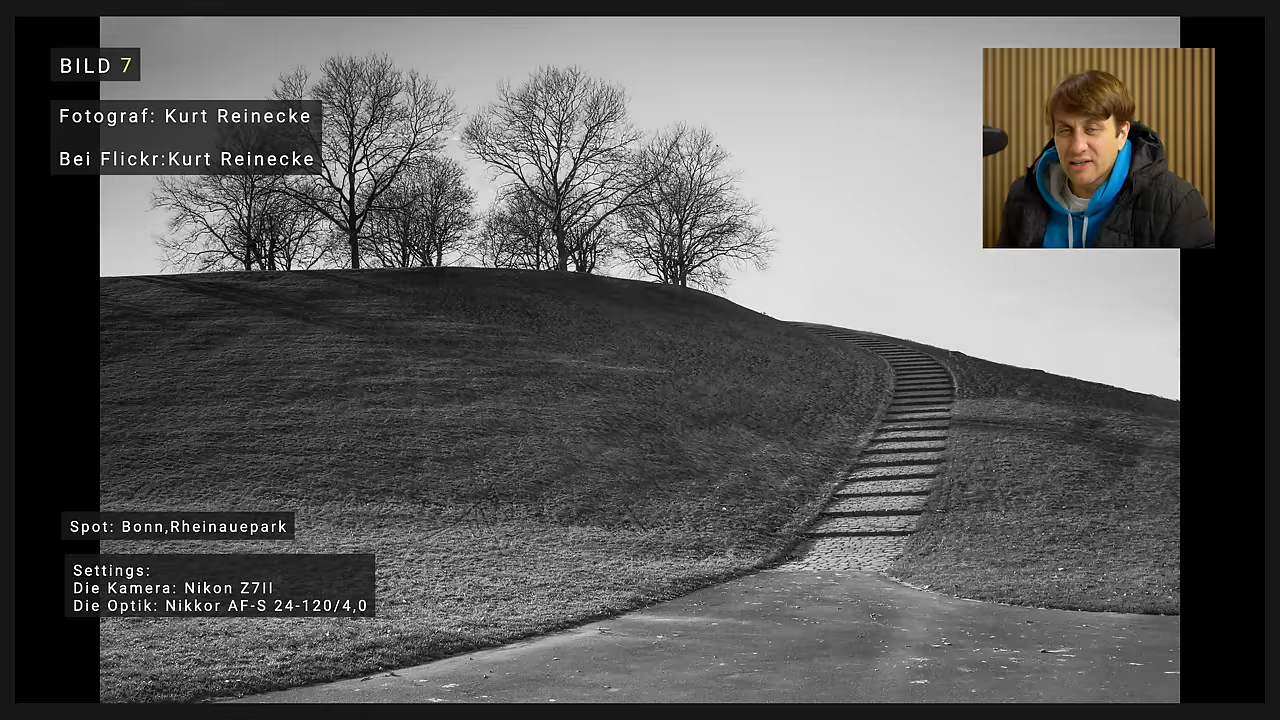 BILD 7
Fotograf: Kurt Reinecke
Bei Flickr:Kurt Reinecke
Spot: Bonn,Rheinauepark
Settings:
Die Kamera: Nikon Z7II
Die Optik: Nikkor AF-S 24-120/4,0